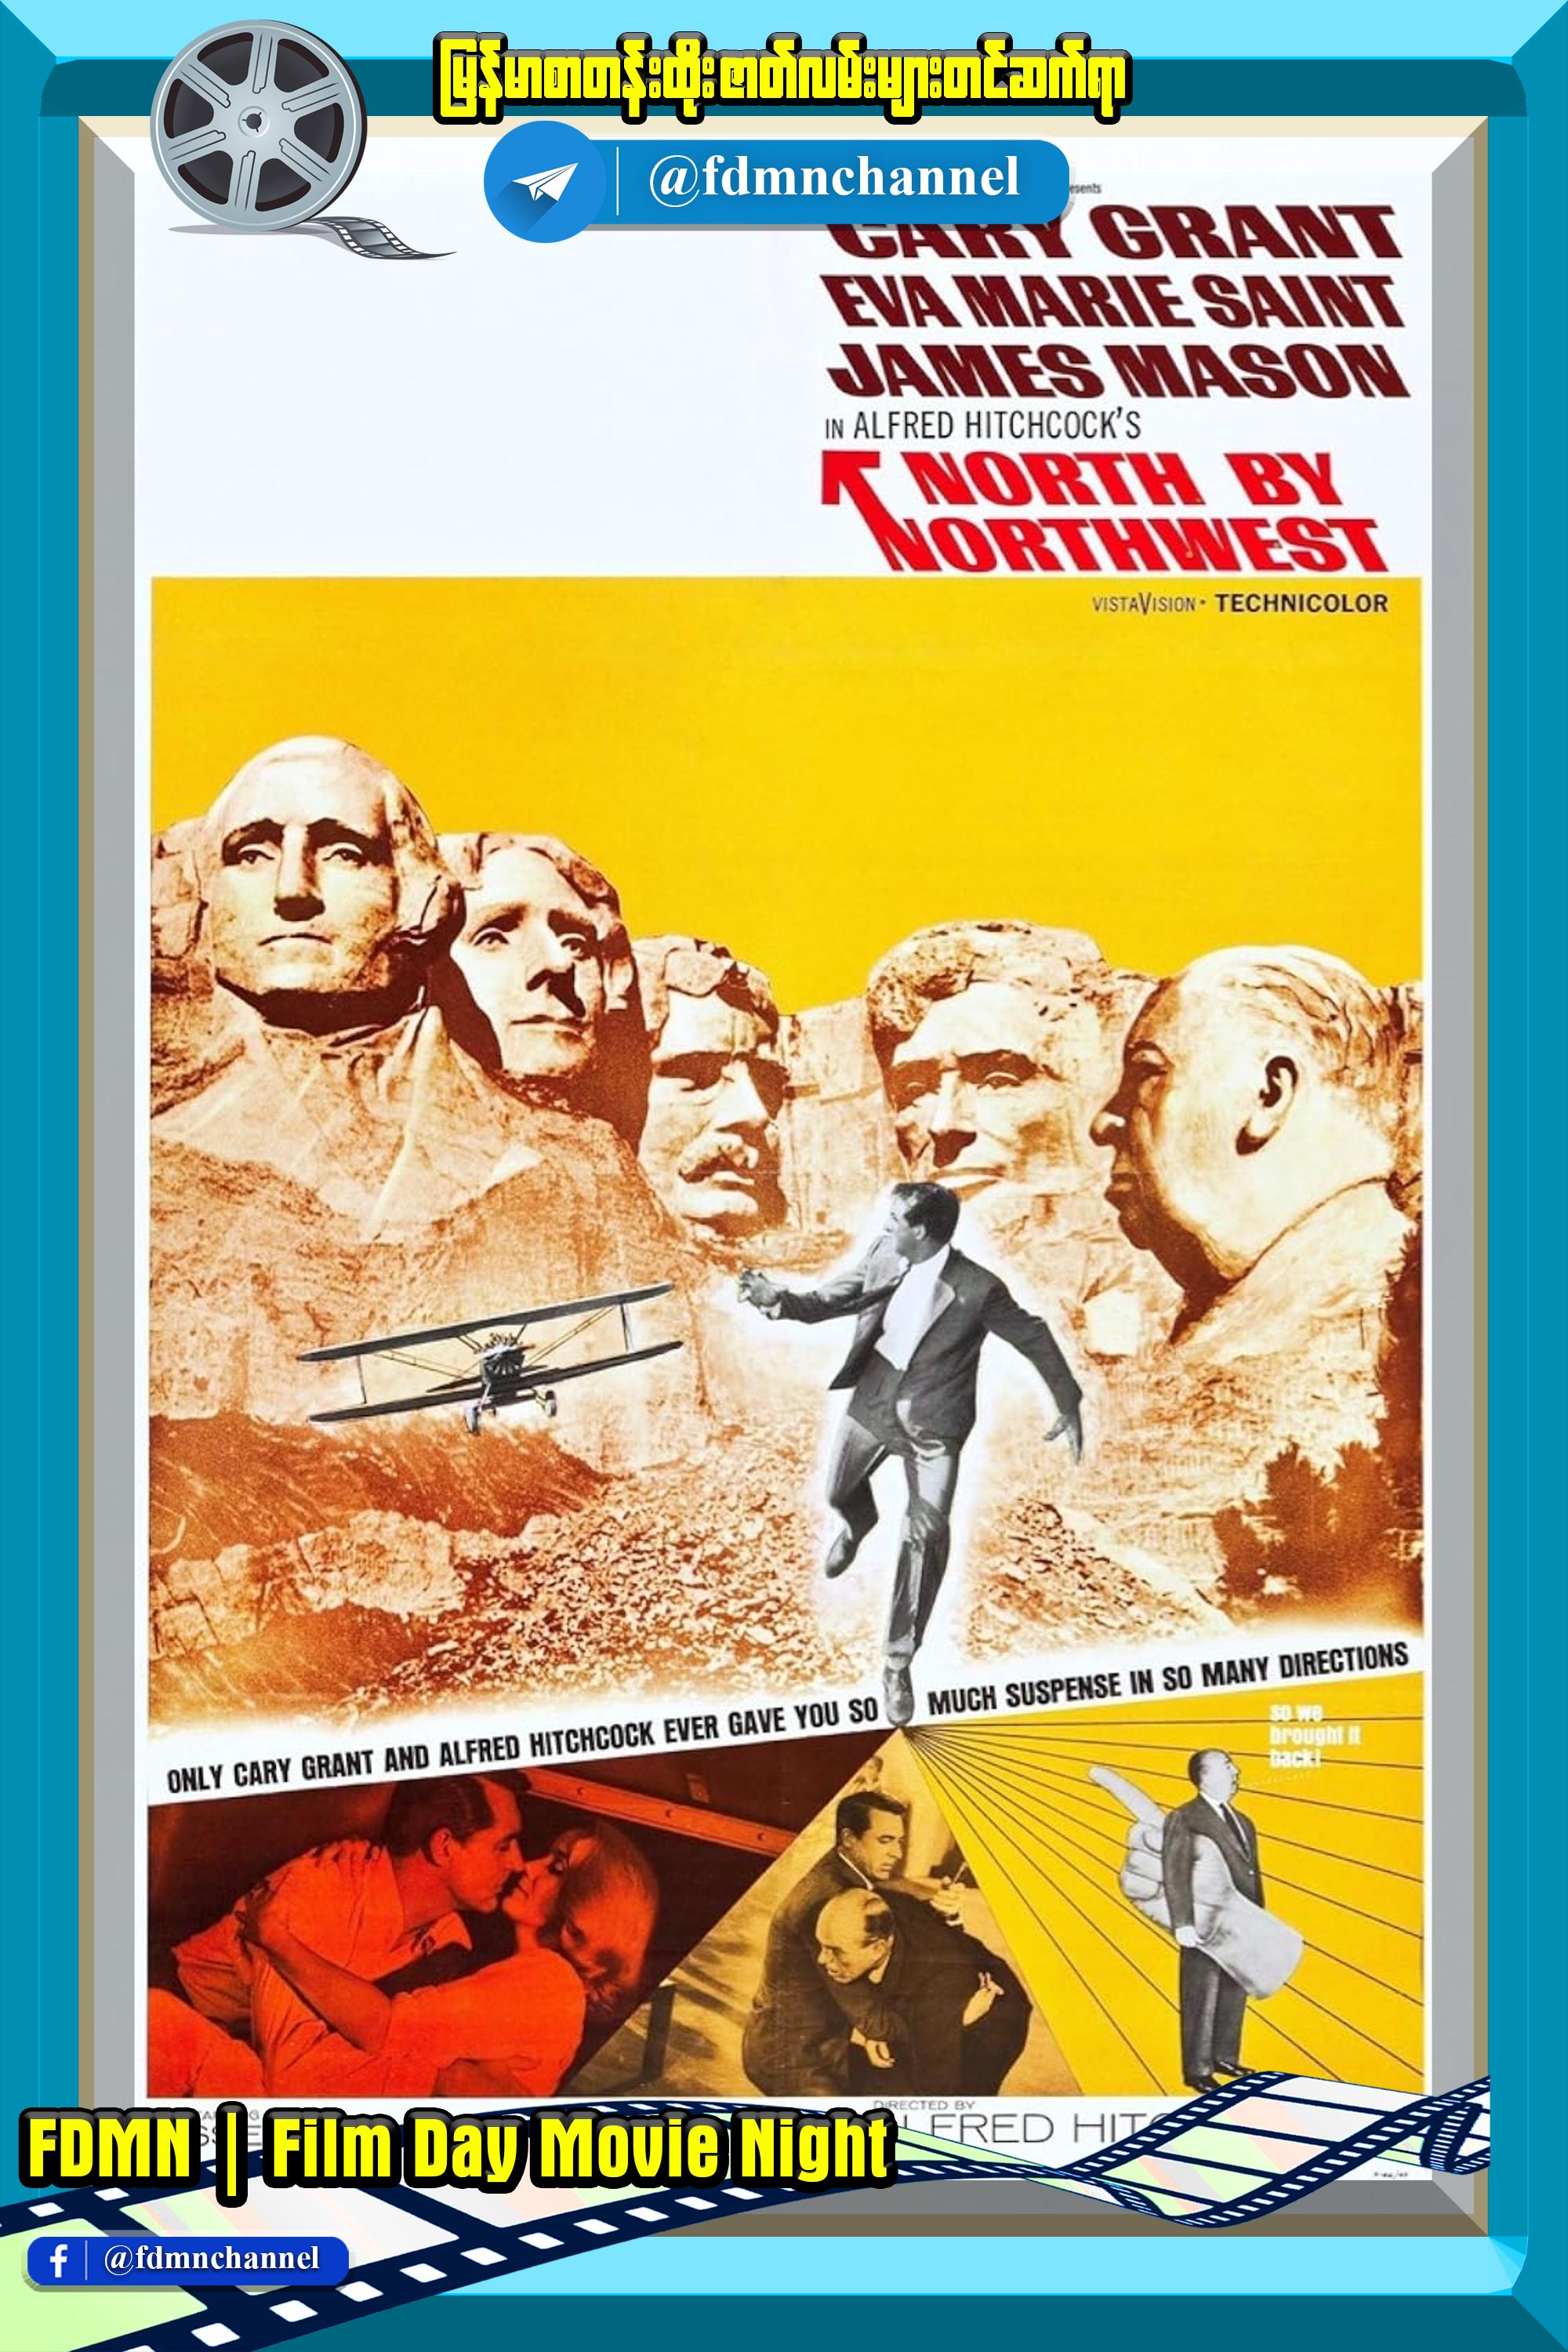 မြန်မာစာတန်းထိုး ဇာတ်လမ်းများတင်ဆက်ရာ
@fdmnchannel
esents
CARY GRANT
EVA MARIE SAINT
JAMES MASON
IN ALFRED HITCHCOCK'S
NORTH BY
NORTHWEST
VISTAVISION • TECHNICOLOR
ONLY CARY GRANT AND ALFRED HITCHCOCK EVER GAVE YOU SO MUCH SUSPENSE IN SO MANY DIRECTIONS
so we
brought it
back!
DIRECTED BY
LFRED HITC
FDMN | Film Day Movie Night
@fdmnchannel